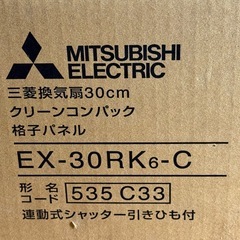 MITSUBISHI
ELECTRIC
三菱換気扇30cm
クリーンコンパック
格子パネル
EX-30RK6-C
形名コード 535 C33
連動式シャッター引きひも付